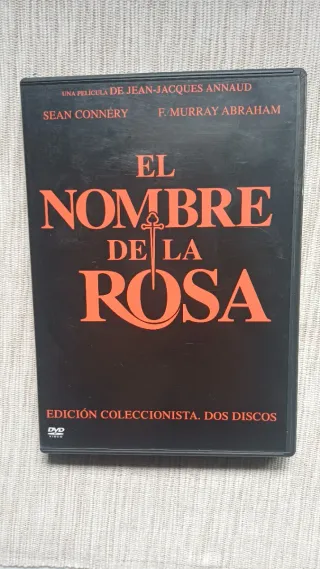 UNA PELÍCULA DE JEAN-JACQUES ANNAUD
SEAN CONNERY F. MURRAY ABRAHAM
EL
NOMBRE
DE LA
ROSA
EDICIÓN COLECCIONISTA. DOS DISCOS
DVD
VIDEO